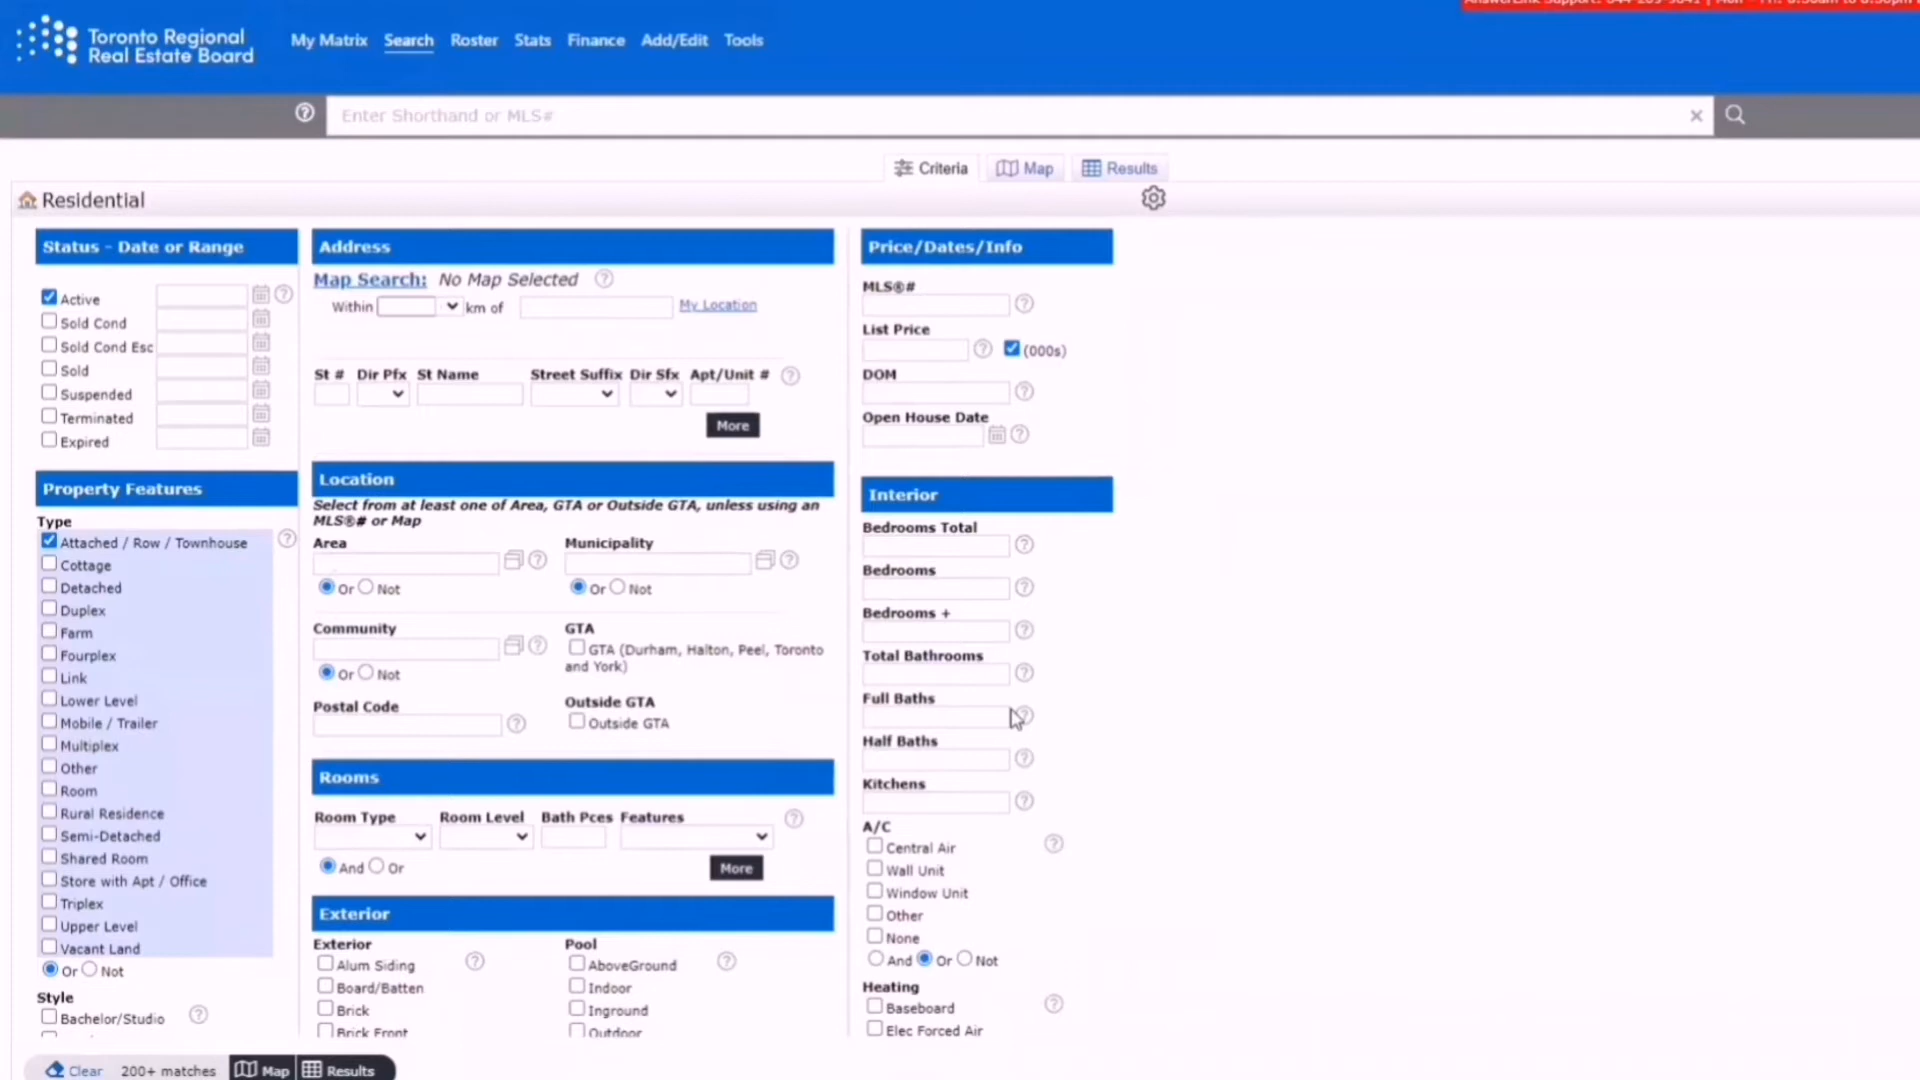 AnswerLink Support:
Toronto Regional
Real Estate Board
My Matrix Search Roster Stats Finance Add/Edit Tools
Enter Shorthand or MLS#
Criteria Map Results
Residential
Status - Date or Range
Active
Sold Cond
Sold Cond Esc
Sold
Suspended
Terminated
Expired
Property Features
Type
Attached / Row / Townhouse
Cottage
Detached
Duplex
Farm
Fourplex
Link
Lower Level
Mobile / Trailer
Multiplex
Other
Room
Rural Residence
Semi-Detached
Shared Room
Store with Apt / Office
Triplex
Upper Level
Vacant Land
Or Not
Style
Bachelor/Studio
Address
Map Search: No Map Selected
Within km of My Location
St # Dir Pfx St Name Street Suffix Dir Sfx Apt/Unit #
More
Location
Select from at least one of Area, GTA or Outside GTA, unless using an
MLS®# or Map
Area Municipality
Or Not Or Not
Community GTA
GTA (Durham, Halton, Peel, Toronto
and York)
Or Not
Postal Code Outside GTA
Outside GTA
Rooms
Room Type Room Level Bath Pces Features
And Or More
Exterior
Exterior Pool
Alum Siding AboveGround
Board/Batten Indoor
Brick Inground
Brick Front Outdoor
Price/Dates/Info
MLS®#
List Price
(000s)
DOM
Open House Date
Interior
Bedrooms Total
Bedrooms
Bedrooms +
Total Bathrooms
Full Baths
Half Baths
Kitchens
A/C
Central Air
Wall Unit
Window Unit
Other
None
And Or Not
Heating
Baseboard
Elec Forced Air
Clear 200+ matches Map Results